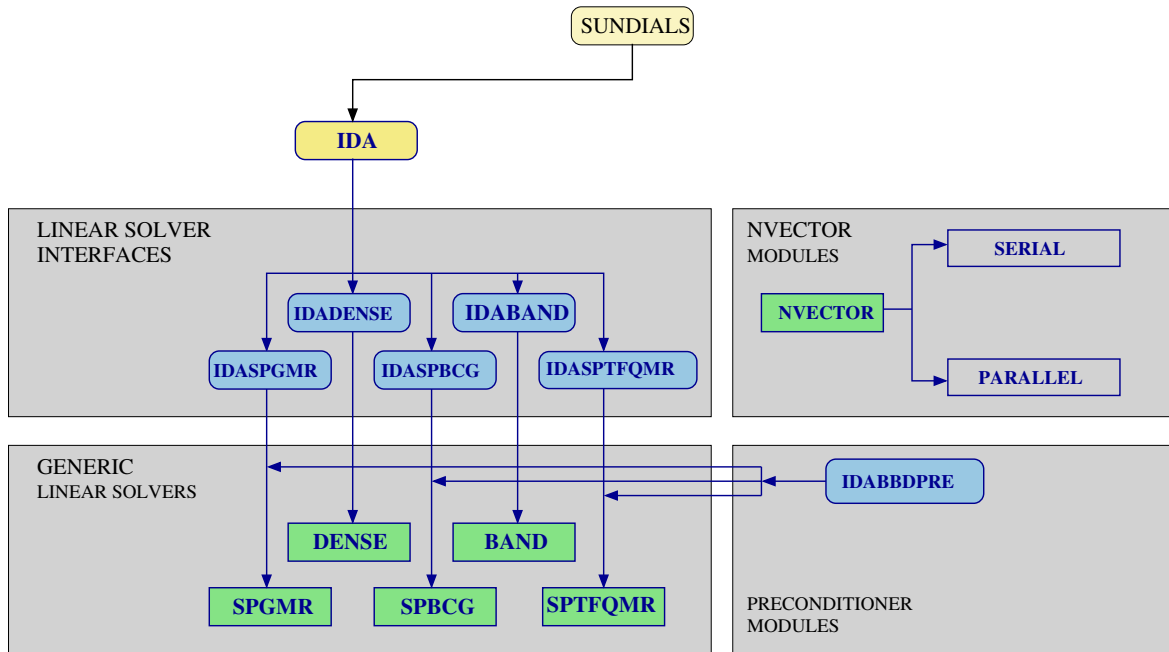 SUNDIALS
IDA
LINEAR SOLVER
INTERFACES
IDADENSE
IDABAND
IDASPGMR
IDASPBCG
IDASPTFQMR
NVECTOR
MODULES
SERIAL
NVECTOR
PARALLEL
GENERIC
LINEAR SOLVERS
DENSE
BAND
SPGMR
SPBCG
SPTFQMR
IDABBDPRE
PRECONDITIONER
MODULES